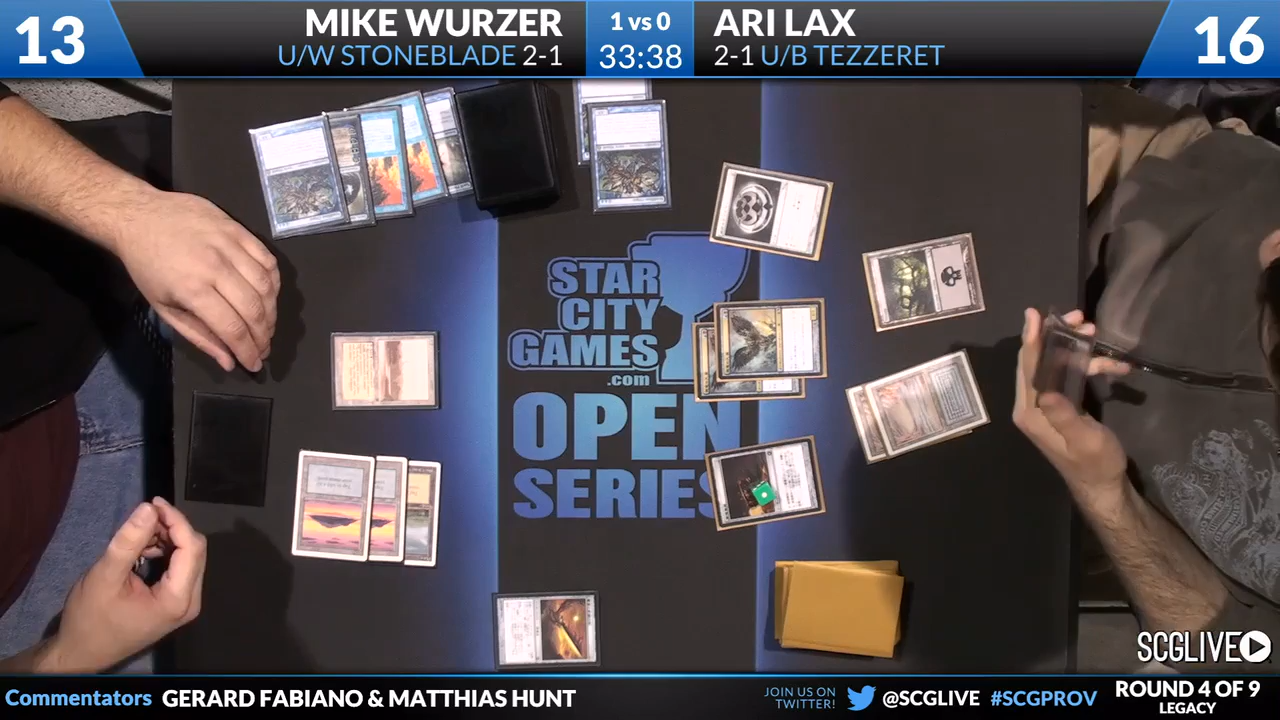 13
MIKE WURZER
U/W STONEBLADE 2-1
1 vs 0
33:38
ARI LAX
2-1 U/B TEZZERET
16
STAR
CITY
GAMES
.com
OPEN
SERIES
SCGLIVE
Commentators GERARD FABIANO & MATTHIAS HUNT
JOIN US ON
TWITTER!
@SCGLIVE #SCGPROV
ROUND 4 OF 9
LEGACY